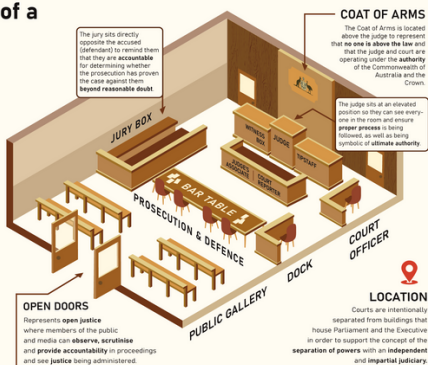 of a
The jury sits directly
opposite the accused
(defendant) to remind them
that they are accountable
for determining whether
the prosecution has proven
the case against them
beyond reasonable doubt.
COAT OF ARMS
The Coat of Arms is located
above the judge to represent
that no one is above the law and
that the judge and court are
operating under the authority
of the Commonwealth of
Australia and the
Crown.
The judge sits at an elevated
position so they can see every-
one in the room and ensure
proper process is being
followed, as well as being
symbolic of ultimate authority.
JURY BOX
WITNESS
BOX
JUDGE
TIPSTAFF
JUDGE'S
ASSOCIATE
COURT
REPORTER
BAR TABLE
PROSECUTION & DEFENCE
COURT
OFFICER
DOCK
PUBLIC GALLERY
OPEN DOORS
Represents open justice
where members of the public
and media can observe, scrutinise
and provide accountability in proceedings
and see justice being administered.
LOCATION
Courts are intentionally
separated from buildings that
house Parliament and the Executive
in order to support the concept of the
separation of powers with an independent
and impartial judiciary.